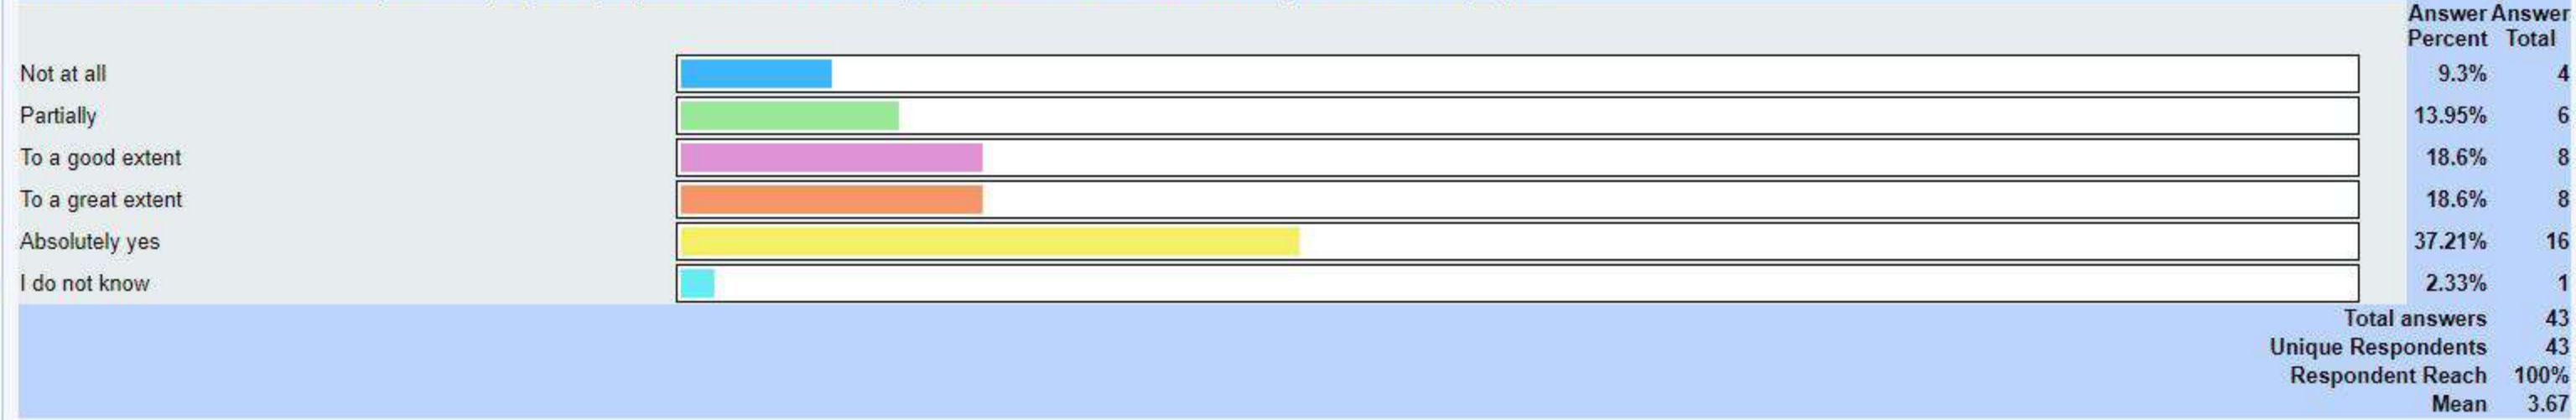 Answer Answer
Percent Total
Not at all 9.3% 4
Partially 13.95% 6
To a good extent 18.6% 8
To a great extent 18.6% 8
Absolutely yes 37.21% 16
I do not know 2.33% 1
Total answers 43
Unique Respondents 43
Respondent Reach 100%
Mean 3.67